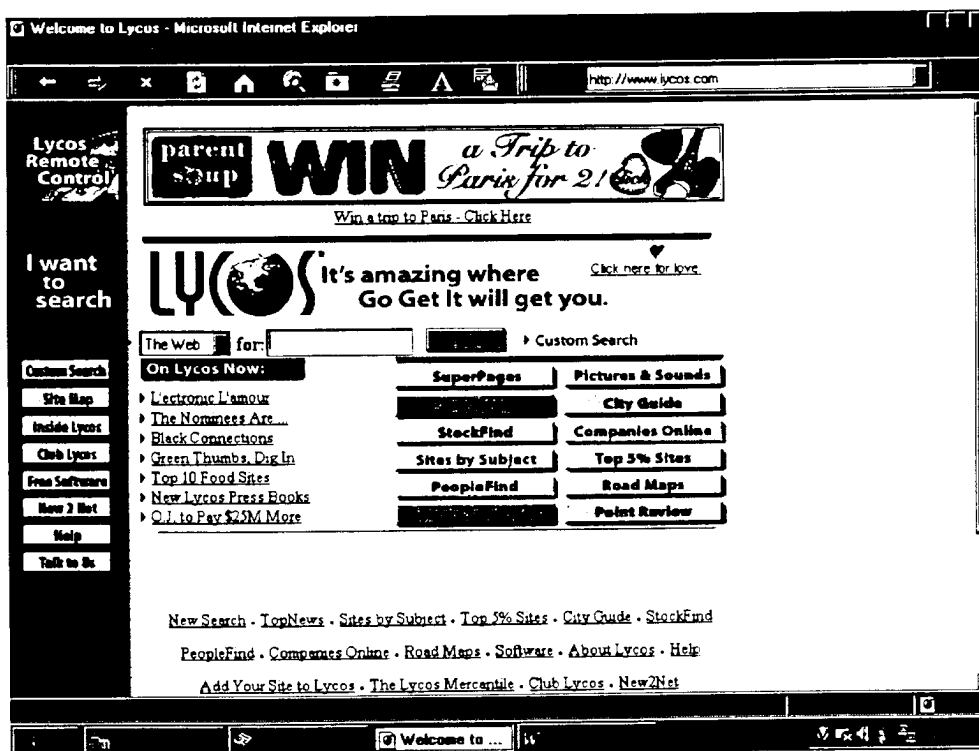 Welcome to Lycos - Microsoft Internet Explorer
http://www.lycos.com
Lycos
Remote
Control
parent
soup
WIN
a Trip to
Paris for 2!
Click
Win a trip to Paris - Click Here
I want
to
search
LYCOS
It's amazing where
Go Get It will get you.
Click here for love.
The Web for:
Custom Search
Custom Search
Site Map
Inside Lycos
Club Lycos
Free Software
New 2 Net
Help
Talk to Us
On Lycos Now:
L'ectronic L'amour
The Nominees Are ...
Black Connections
Green Thumbs, Dig In
Top 10 Food Sites
New Lycos Press Books
O.J. to Pay $25M More
SuperPages
StockFind
Sites by Subject
PeopleFind
Pictures & Sounds
City Guide
Companies Online
Top 5% Sites
Road Maps
Point Review
New Search . TopNews . Sites by Subject . Top 5% Sites . City Guide . StockFind
PeopleFind . Companies Online . Road Maps . Software . About Lycos . Help
Add Your Site to Lycos . The Lycos Mercantile . Club Lycos . New2Net
Welcome to ...